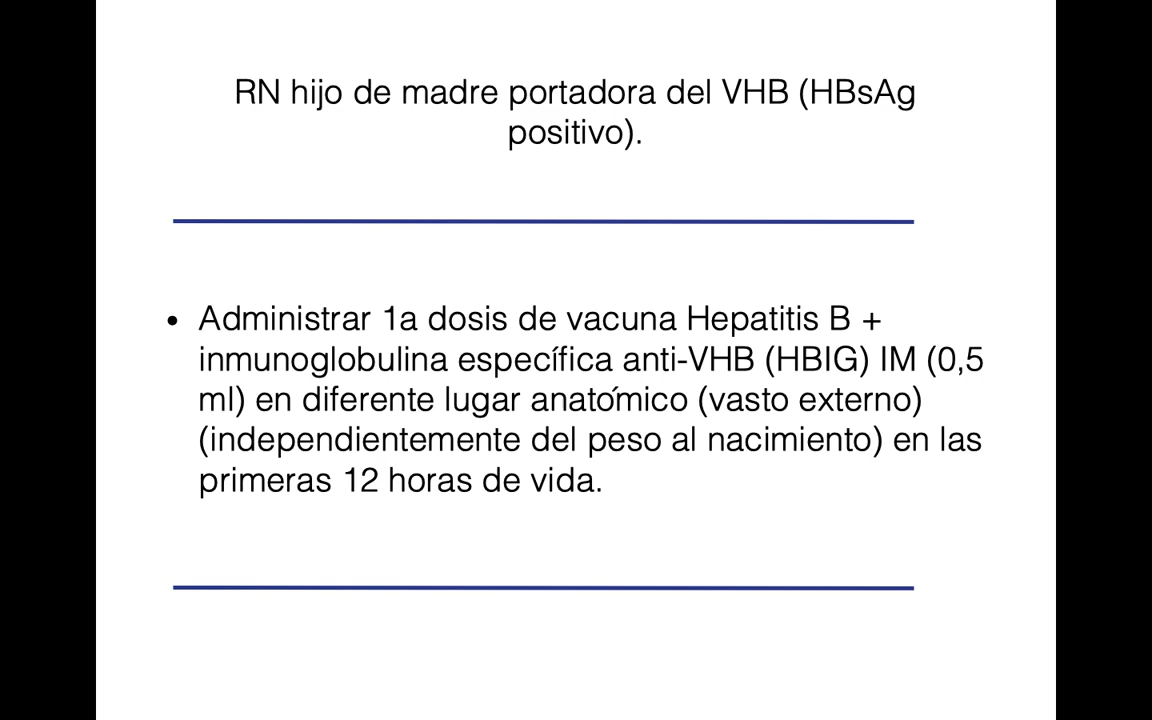 RN hijo de madre portadora del VHB (HBsAg
positivo).
• Administrar 1a dosis de vacuna Hepatitis B +
inmunoglobulina específica anti-VHB (HBIG) IM (0,5
ml) en diferente lugar anatómico (vasto externo)
(independientemente del peso al nacimiento) en las
primeras 12 horas de vida.